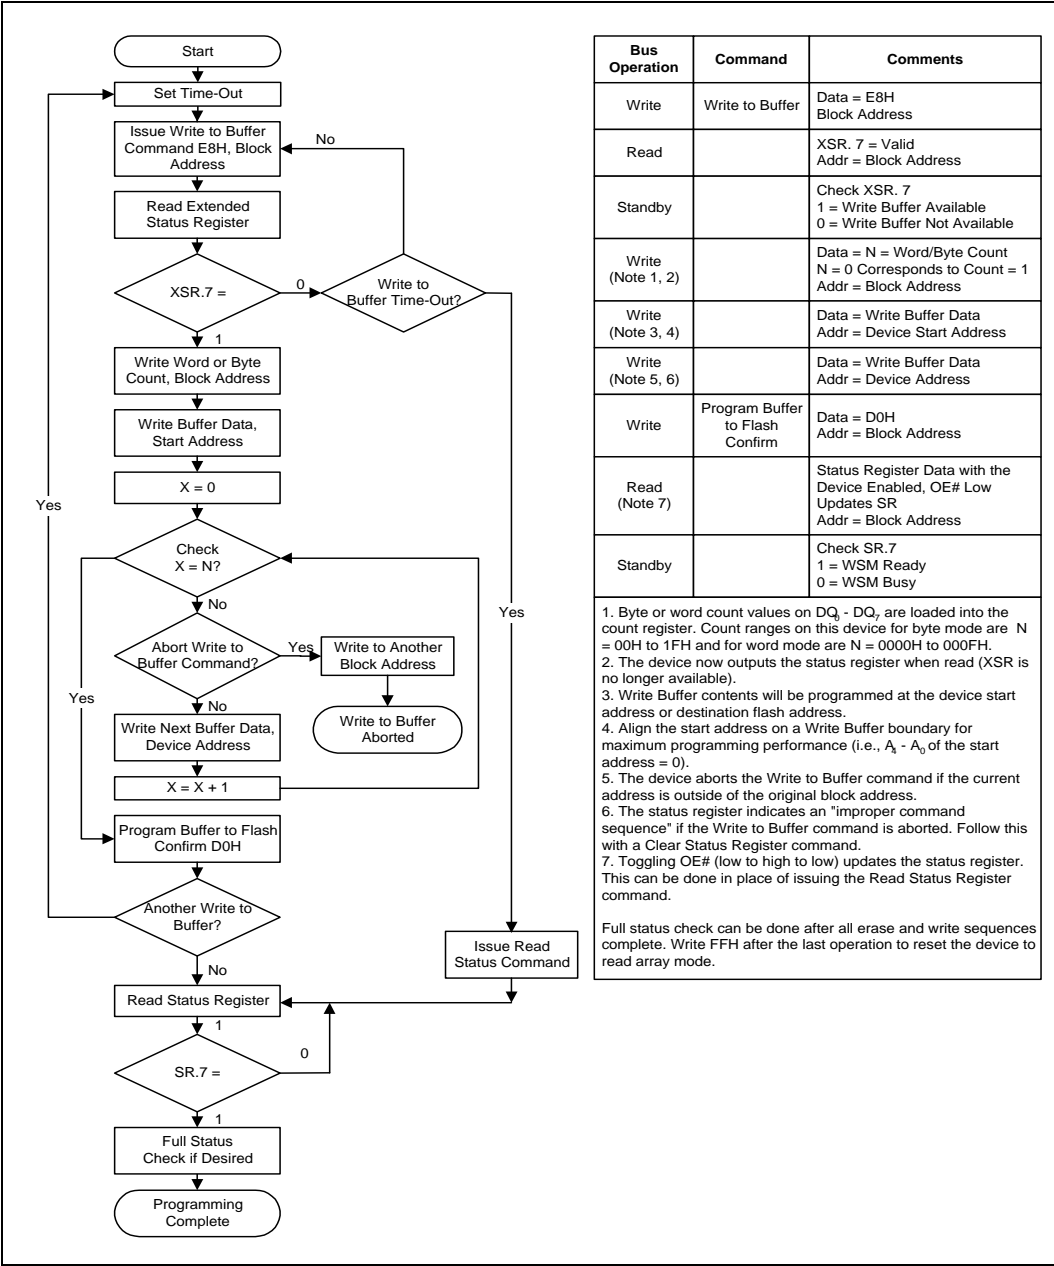 Start
Set Time-Out
Issue Write to Buffer
Command E8H, Block
Address
No
Read Extended
Status Register
XSR.7 =
0
Write to
Buffer Time-Out?
1
Write Word or Byte
Count, Block Address
Write Buffer Data,
Start Address
X = 0
Yes
Check
X = N?
No
Yes
Abort Write to
Buffer Command?
Yes
Write to Another
Block Address
Yes
No
Write to Buffer
Aborted
Write Next Buffer Data,
Device Address
X = X + 1
Program Buffer to Flash
Confirm D0H
Another Write to
Buffer?
Issue Read
Status Command
No
Read Status Register
1
0
SR.7 =
1
Full Status
Check if Desired
Programming
Complete
Bus
Operation
Command
Comments
Write
Write to Buffer
Data = E8H
Block Address
Read
XSR. 7 = Valid
Addr = Block Address
Standby
Check XSR. 7
1 = Write Buffer Available
0 = Write Buffer Not Available
Write
(Note 1, 2)
Data = N = Word/Byte Count
N = 0 Corresponds to Count = 1
Addr = Block Address
Write
(Note 3, 4)
Data = Write Buffer Data
Addr = Device Start Address
Write
(Note 5, 6)
Data = Write Buffer Data
Addr = Device Address
Write
Program Buffer
to Flash
Confirm
Data = D0H
Addr = Block Address
Read
(Note 7)
Status Register Data with the
Device Enabled, OE# Low
Updates SR
Addr = Block Address
Standby
Check SR.7
1 = WSM Ready
0 = WSM Busy
1. Byte or word count values on DQ0 - DQ7 are loaded into the
count register. Count ranges on this device for byte mode are N
= 00H to 1FH and for word mode are N = 0000H to 000FH.
2. The device now outputs the status register when read (XSR is
no longer available).
3. Write Buffer contents will be programmed at the device start
address or destination flash address.
4. Align the start address on a Write Buffer boundary for
maximum programming performance (i.e., A4 - A0 of the start
address = 0).
5. The device aborts the Write to Buffer command if the current
address is outside of the original block address.
6. The status register indicates an "improper command
sequence" if the Write to Buffer command is aborted. Follow this
with a Clear Status Register command.
7. Toggling OE# (low to high to low) updates the status register.
This can be done in place of issuing the Read Status Register
command.
Full status check can be done after all erase and write sequences
complete. Write FFH after the last operation to reset the device to
read array mode.